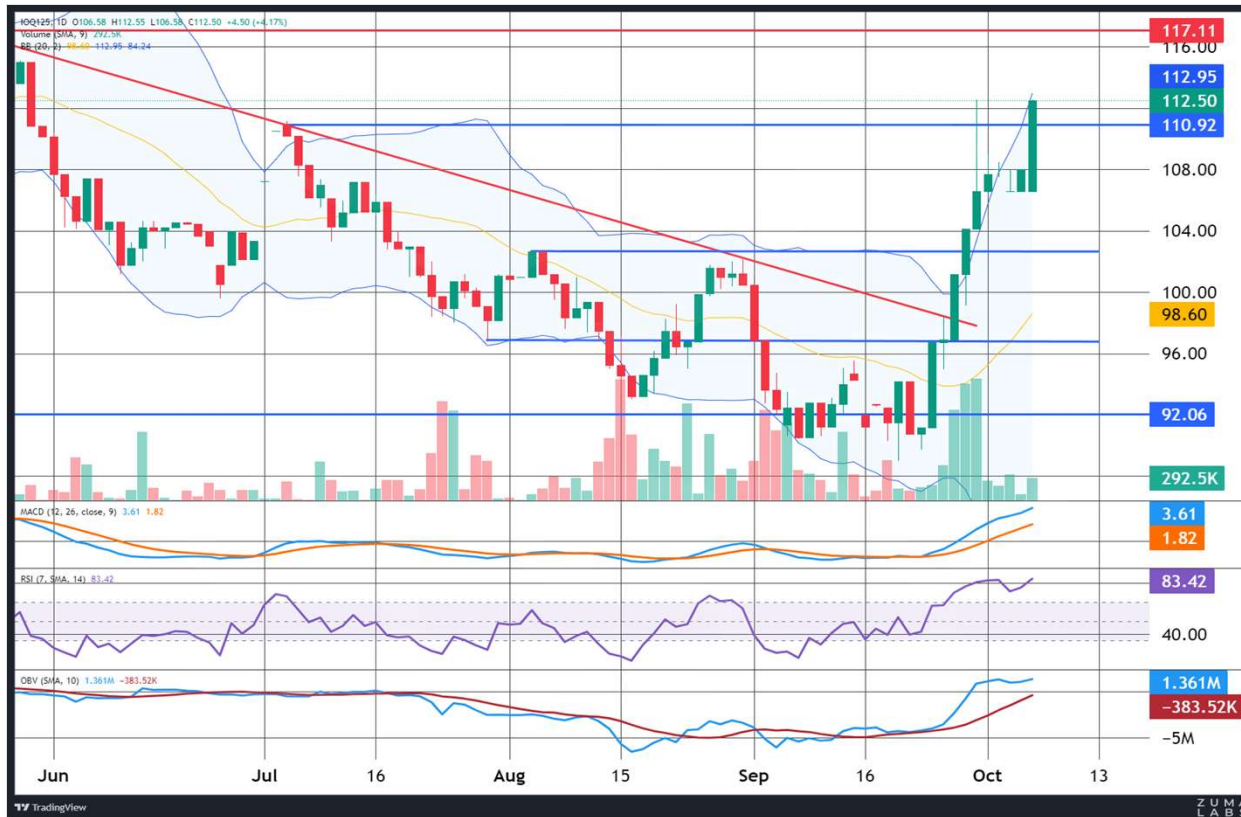 IOQ125, 1D O106.58 H112.55 L106.58 C112.50 +4.50 (+4.17%)
Volume (SMA, 9) 292.5K
BB (20, 2) 98.60 112.95 84.24
117.11
116.00
112.95
112.50
110.92
108.00
104.00
100.00
98.60
96.00
92.06
292.5K
MACD (12, 26, close, 9) 3.61 1.82
3.61
1.82
RSI (7, SMA, 14) 83.42
83.42
40.00
OBV (SMA, 10) 1.361M −383.52K
1.361M
−383.52K
−5M
Jun Jul 16 Aug 15 Sep 16 Oct 13
TradingView
ZUMA
LABS